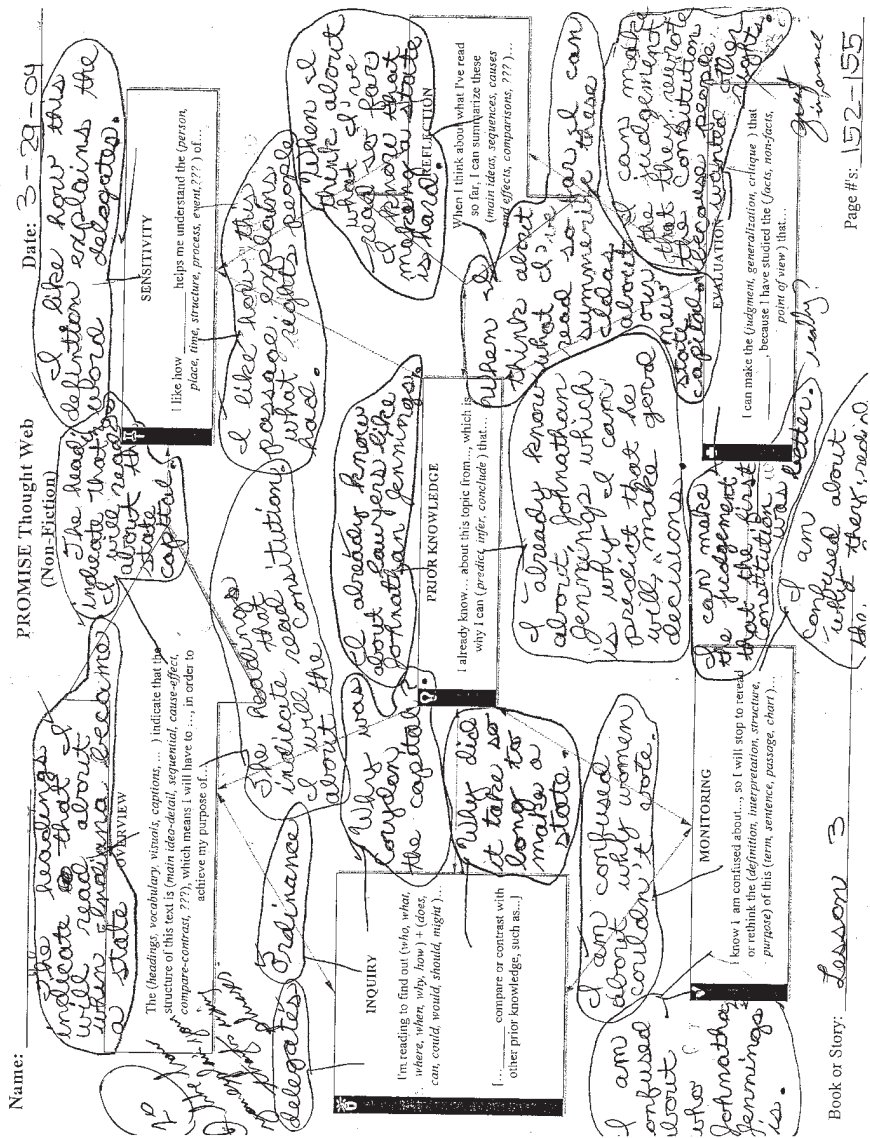 PROMISE Thought Web
(Non-Fiction)
Name:
Date: 3-29-04
The headings
indicate that I
will read about
when Indiana became
a state
OVERVIEW
The (headings, vocabulary, visuals, captions, ... ) indicate that the
structure of this text is (main idea-detail, sequential, cause-effect,
compare-contrast, ???), which means I will have to ..., in order to
achieve my purpose of...
The head
indicate that
I will read
about the
state
capital.
The headings
indicate that
I will read
about the constitution.
I like how this
defintion explains the
word delagates.
SENSITIVITY
I like how ______ helps me understand the (person,
place, time, structure, process, event,???) of…
I like how this
passage explains
what rights people
had.
delegates
Ordinance
INQUIRY
I'm reading to find out (who, what,
where, when, why, how) + (does,
can, could, would, should, might )…
[…______ compare or contrast with
other prior knowledge, such as...]
Why was
Corydon
the capital?
Why did
it take so
long to
make a
state.
I already know
about lawyers like
Johnathan Jennings.
PRIOR KNOWLEDGE
I already know… about this topic from…, which is
why I can (predict, infer, conclude ) that…
I already know
about Johnathan
Jennings which
is why I can
predict that he
will make good
decisions.
When I
think about
what I've
read so far
I know that
making a state
is hard.
REFLECTION
When I think about what I've read
so far, I can summarize these
(main ideas, sequences, causes
and effects, comparisons, ??? )…
When I
think about
what I've
read so far I can
summerize these
ideas
about
our
new
state
capital.
I am confused
about why women
couldn't vote.
MONITORING
I know I am confused about…, so I will stop to reread
or rethink the (definition, interpretation, structure,
purpose) of this (term, sentence, passage, chart )…
I am
confused
about
who
Johnathan
Jennings
is.
I am
confused about
why they
I can make
the judgement
that the first
constitution
was better.
really?
I can make
the judgement
that they rewrote
the Constitution
because people
wanted other
rights.
EVALUATION
I can make the (judgment, generalization, critique ) that
______, because I have studied the (facts, non-facts,
point of view ) that…
great
Book or Story: Lesson 3
Page #'s: 152-155